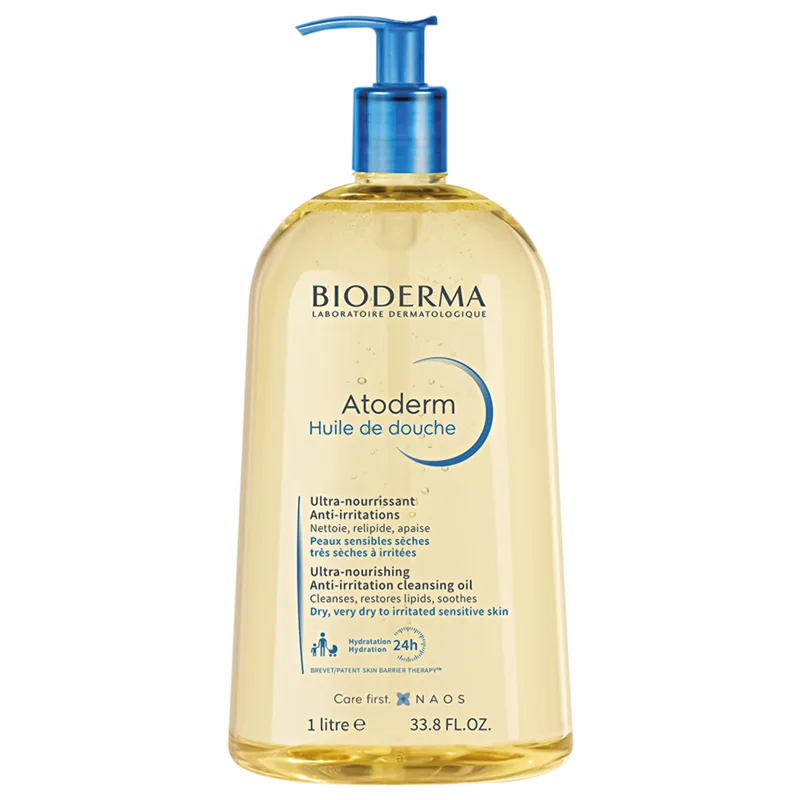 BIODERMA
LABORATOIRE DERMATOLOGIQUE
Atoderm
Huile de douche
Ultra-nourrissant
Anti-irritations
Nettoie, relipide, apaise
Peaux sensibles sèches
très sèches à irritées
Ultra-nourishing
Anti-irritation cleansing oil
Cleanses, restores lipids, soothes
Dry, very dry to irritated sensitive skin
Hydratation
Hydration
24h
BREVET/PATENT SKIN BARRIER THERAPY™
Care first. NAOS
1 litre ℮ 33.8 FL.OZ.